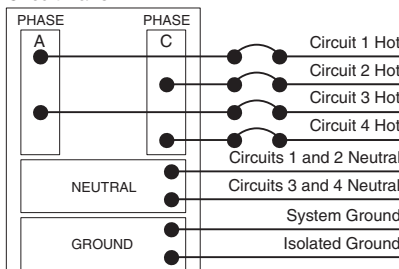 PHASE PHASE
A C
Circuit 1 Hot
Circuit 2 Hot
Circuit 3 Hot
Circuit 4 Hot
Circuits 1 and 2 Neutral
NEUTRAL
Circuits 3 and 4 Neutral
System Ground
GROUND
Isolated Ground